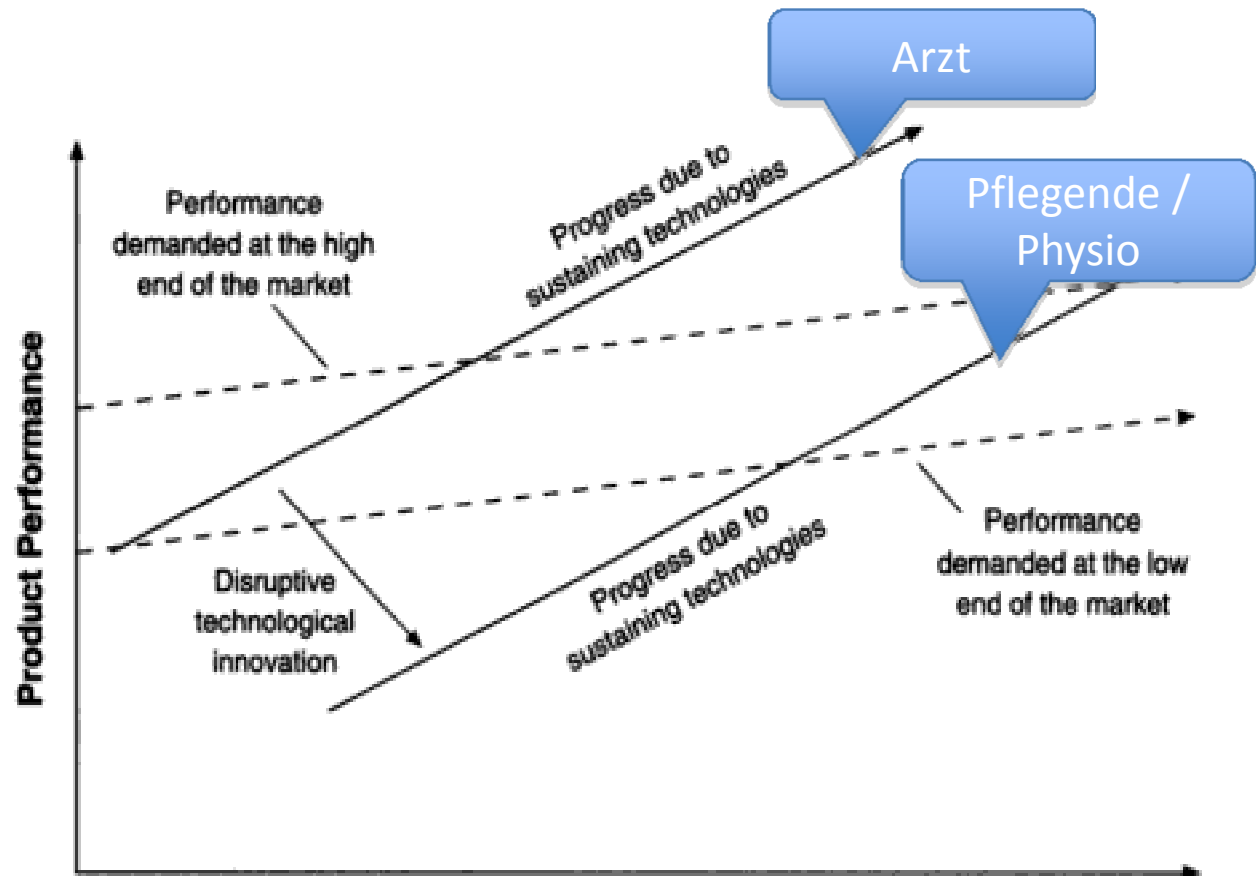 Arzt
Pflegende /
Physio
Progress due to
sustaining technologies
Performance
demanded at the high
end of the market
Product Performance
Disruptive
technological
innovation
Progress due to
sustaining technologies
Performance
demanded at the low
end of the market